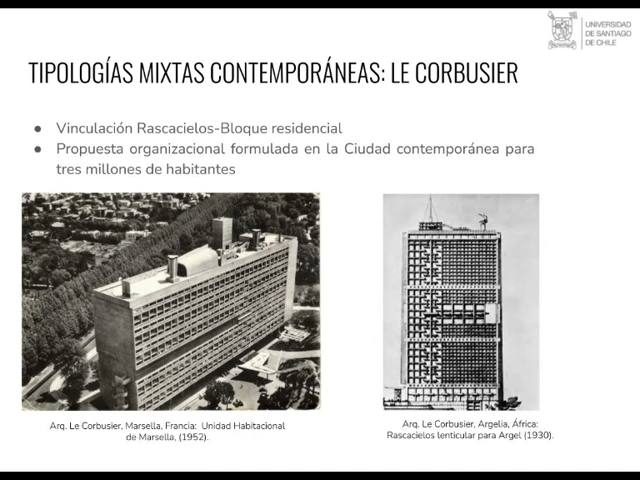 UNIVERSIDAD
DE SANTIAGO
DE CHILE
TIPOLOGÍAS MIXTAS CONTEMPORÁNEAS: LE CORBUSIER
● Vinculación Rascacielos-Bloque residencial
● Propuesta organizacional formulada en la Ciudad contemporánea para
tres millones de habitantes
Arq. Le Corbusier, Marsella, Francia: Unidad Habitacional
de Marsella, (1952).
Arq. Le Corbusier, Argelia, África:
Rascacielos lenticular para Argel (1930).